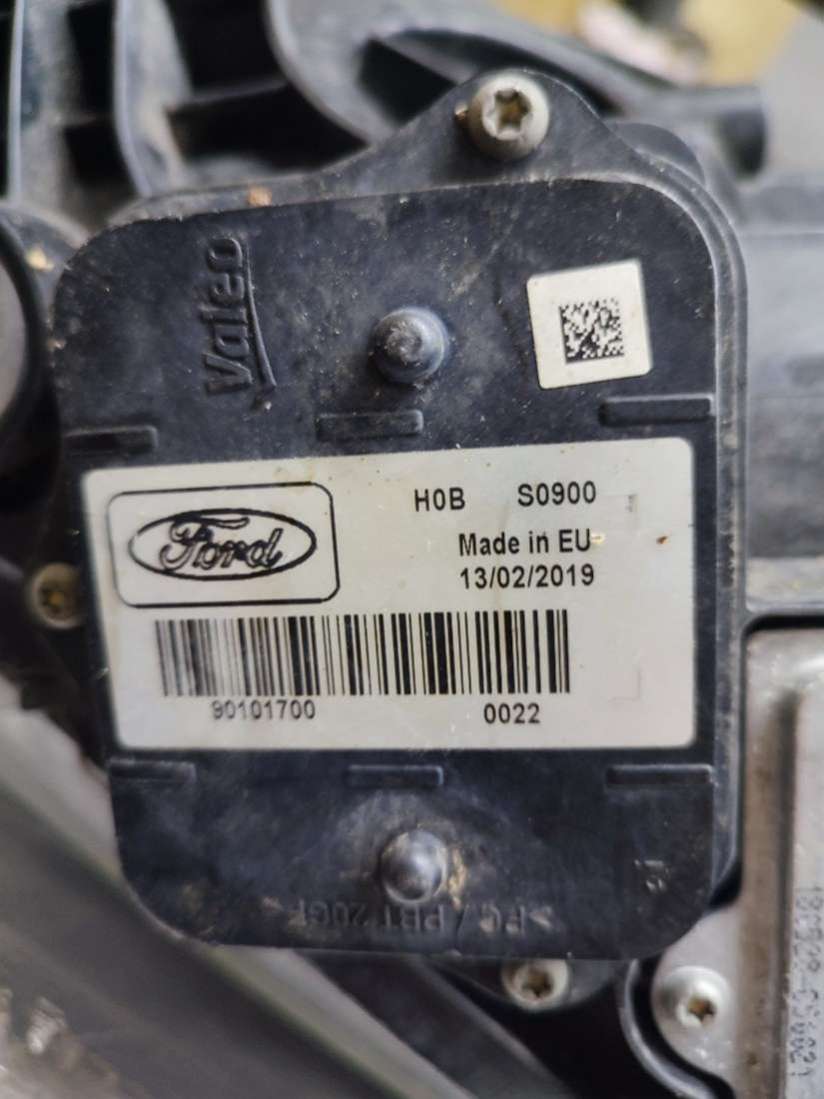 Valeo
Ford
H0B S0900
Made in EU
13/02/2019
90101700 0022